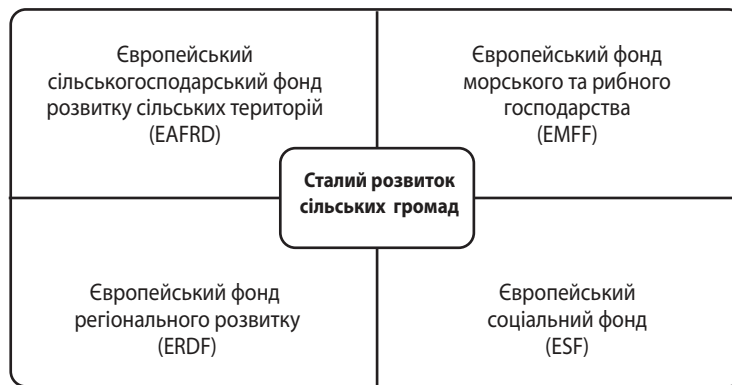 Європейський
сільськогосподарський фонд
розвитку сільських територій
(EAFRD)
Європейський фонд
морського та рибного
господарства
(EMFF)
Сталий розвиток
сільських громад
Європейський фонд
регіонального розвитку
(ERDF)
Європейський
соціальний фонд
(ESF)